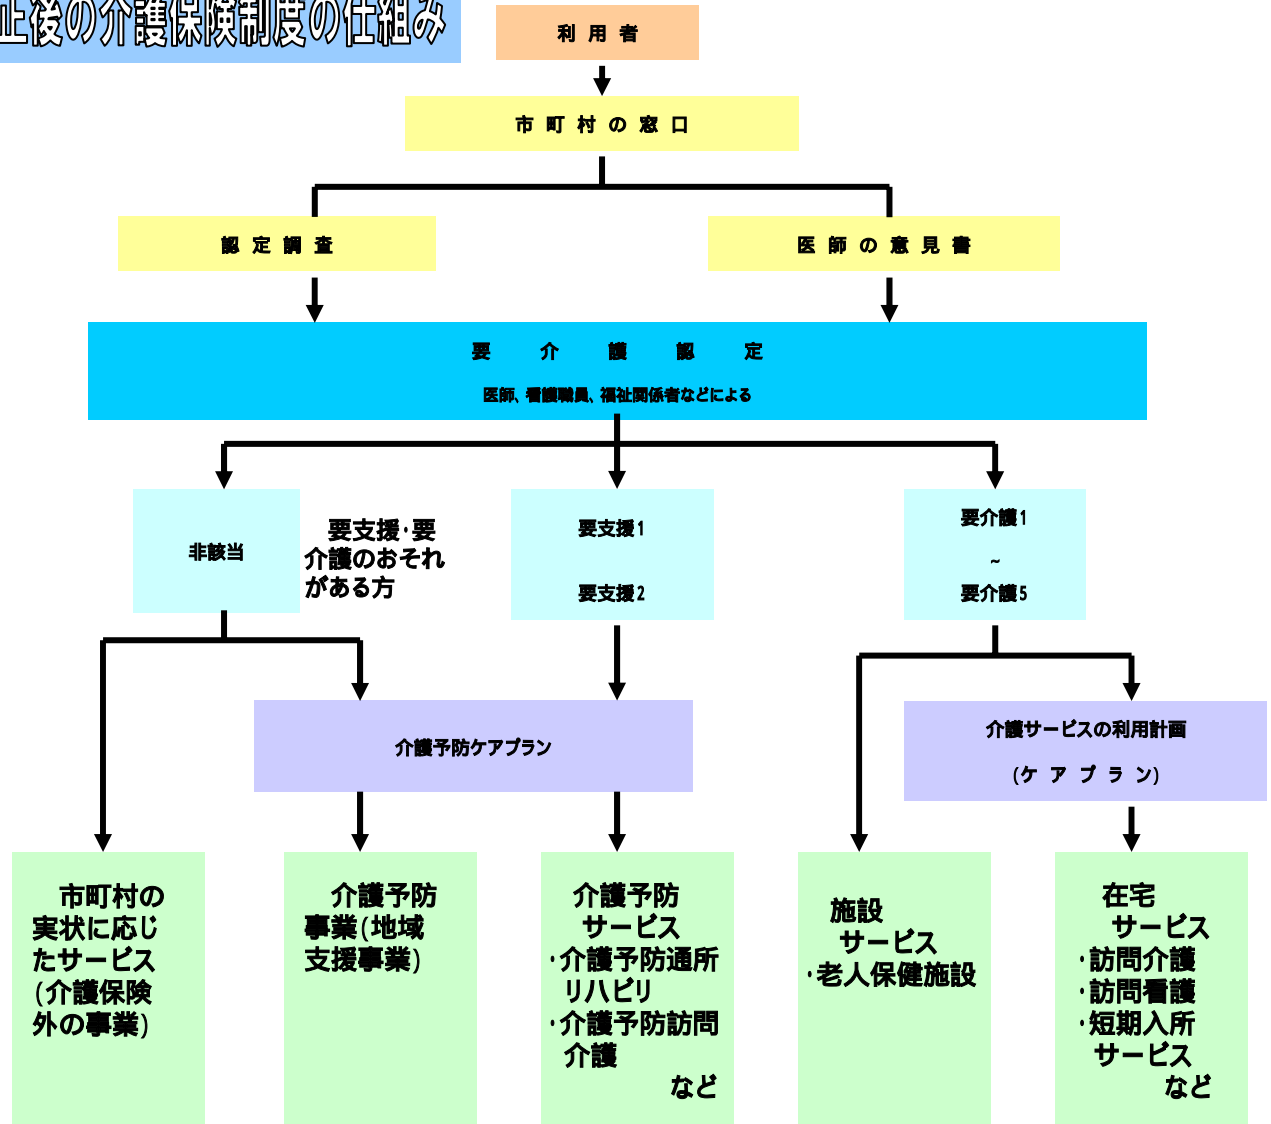 正後の介護保険制度の仕組み
利用者
市町村の窓口
認定調査
医師の意見書
要介護認定
医師、看護職員、福祉関係者などによる
非該当
要支援・要
介護のおそれ
がある方
要支援1
要支援2
要介護1
~
要介護5
介護予防ケアプラン
介護サービスの利用計画
(ケアプラン)
市町村の
実状に応じ
たサービス
(介護保険
外の事業)
介護予防
事業(地域
支援事業)
介護予防
サービス
・介護予防通所
リハビリ
・介護予防訪問
介護
など
施設
サービス
・老人保健施設
在宅
サービス
・訪問介護
・訪問看護
・短期入所
サービス
など